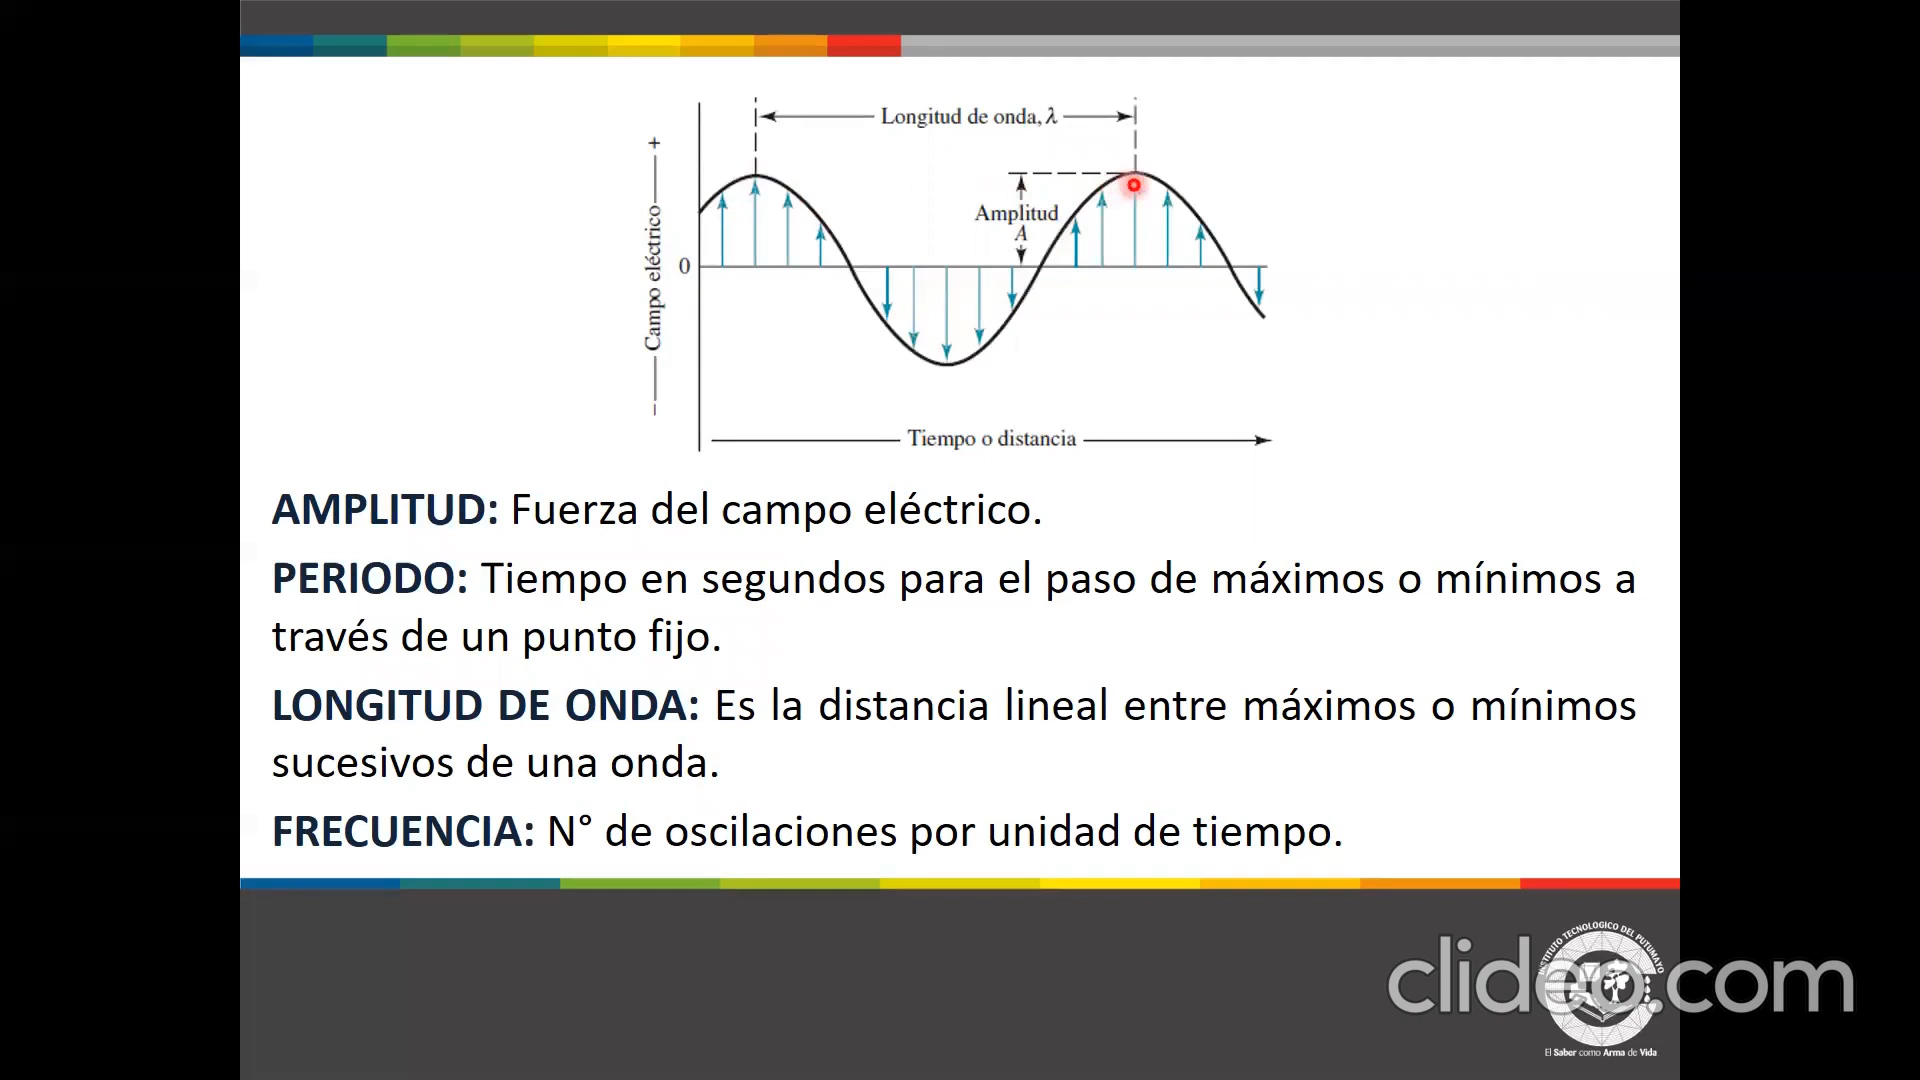 Longitud de onda, λ
+
Campo eléctrico
–
0
Amplitud
A
Tiempo o distancia
AMPLITUD: Fuerza del campo eléctrico.
PERIODO: Tiempo en segundos para el paso de máximos o mínimos a
través de un punto fijo.
LONGITUD DE ONDA: Es la distancia lineal entre máximos o mínimos
sucesivos de una onda.
FRECUENCIA: N° de oscilaciones por unidad de tiempo.
INSTITUTO TECNOLOGICO DEL PUTUMAYO
clideo.com
El Saber como Arma de Vida